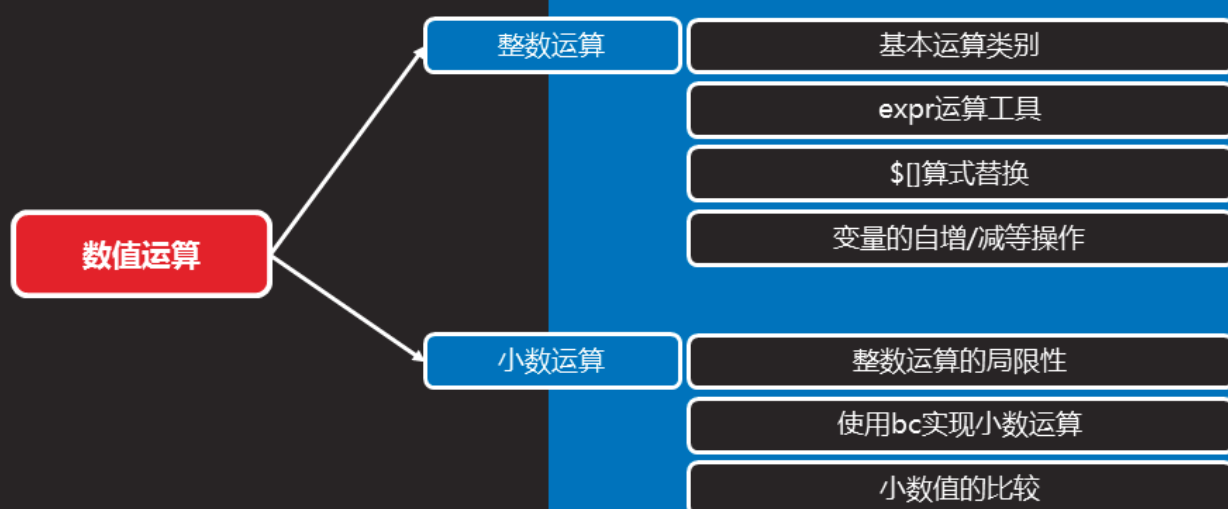 数值运算
整数运算
基本运算类别
expr运算工具
$[]算式替换
变量的自增/减等操作
小数运算
整数运算的局限性
使用bc实现小数运算
小数值的比较